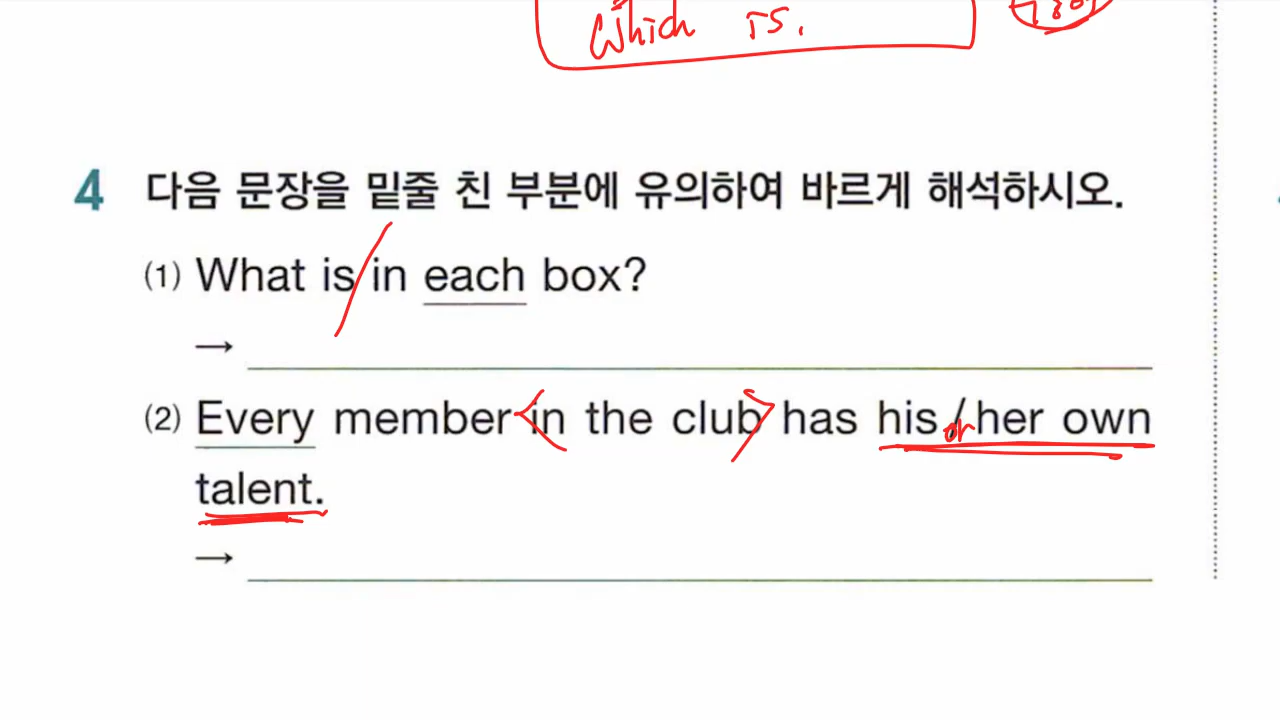 which is.
4 다음 문장을 밑줄 친 부분에 유의하여 바르게 해석하시오.
(1) What is/in each box?
→
(2) Every member <in the club> has his/her own
or
talent.
→